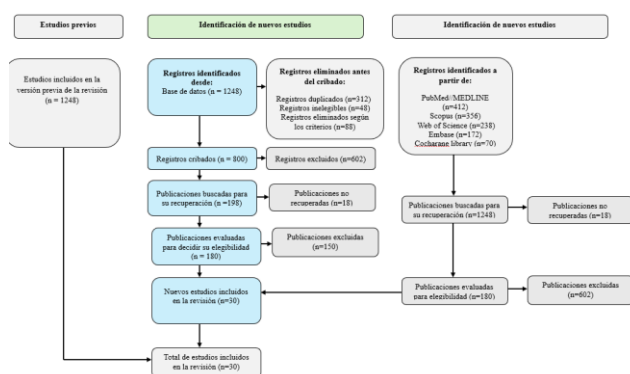 Estudios previos
Identificación de nuevos estudios
Identificación de nuevos estudios
Estudios incluidos en la
versión previa de la revisión
(n = 1248)
Registros identificados
desde:
Base de datos (n = 1248)
Registros eliminados antes
del cribado:
Registros duplicados (n=312)
Registros inelegibles (n=48)
Registros eliminados según
los criterios (n=88)
Registros identificados a
partir de:
PubMed//MEDLINE
(n=412)
Scopus (n=356)
Web of Science (n=238)
Embase (n=172)
Cocharane library (n=70)
Registros cribados (n = 800)
Registros excluidos (n=602)
Publicaciones buscadas para
su recuperación (n =198)
Publicaciones no
recuperadas (n=18)
Publicaciones buscadas para
su recuperación (n=1248)
Publicaciones no
recuperadas (n=18)
Publicaciones evaluadas
para decidir su elegibilidad
(n = 180)
Publicaciones excluidas
(n=150)
Nuevos estudios incluidos
en la revisión (n=30)
Publicaciones evaluadas
para elegibilidad (n=180)
Publicaciones excluidas
(n=602)
Total de estudios incluidos
en la revisión (n=30)